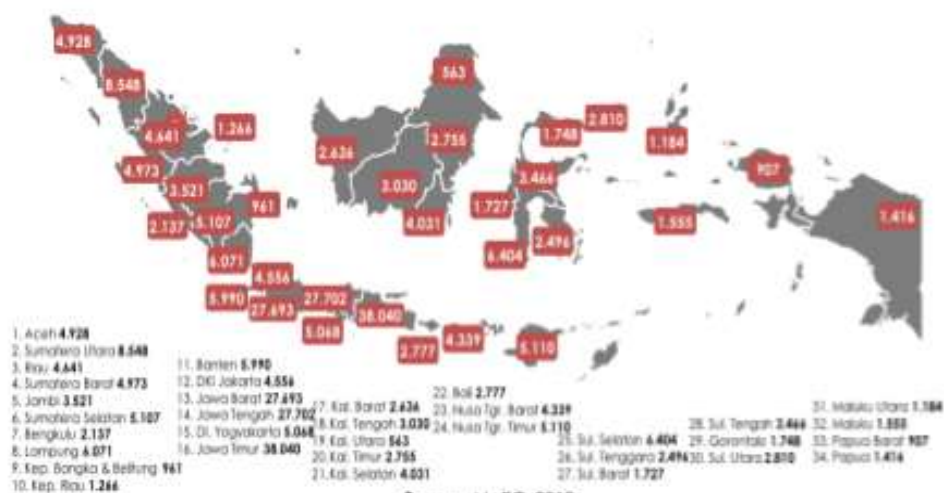 4.928
8.548
4.641
1.266
4.973
3.521
961
2.137
5.107
6.071
563
2.636
2.755
3.030
4.031
1.748
2.810
1.184
3.466
1.727
907
1.416
1.555
2.496
6.404
4.556
5.990
27.693
27.702
38.040
5.068
2.777
4.339
5.110
1. Aceh 4.928
2. Sumatera Utara 8.548
3. Riau 4.641
4. Sumatera Barat 4.973
5. Jambi 3.521
6. Sumatera Selatan 5.107
7. Bengkulu 2.137
8. Lampung 6.071
9. Kep. Bangka & Belitung 961
10. Kep. Riau 1.266
11. Banten 5.990
12. DKI Jakarta 4.556
13. Jawa Barat 27.693
14. Jawa Tengah 27.702
15. DI. Yogyakarta 5.068
16. Jawa Timur 38.040
17. Kal. Barat 2.636
18. Kal. Tengah 3.030
19. Kal. Utara 563
20. Kal. Timur 2.755
21. Kal. Selatan 4.031
22. Bali 2.777
23. Nusa Tgr. Barat 4.339
24. Nusa Tgr. Timur 5.110
25. Sul. Selatan 6.404
26. Sul. Tenggara 2.496
27. Sul. Barat 1.727
28. Sul. Tengah 3.466
29. Gorontalo 1.748
30. Sul. Utara 2.810
31. Maluku Utara 1.184
32. Maluku 1.555
33. Papua Barat 907
34. Papua 1.416